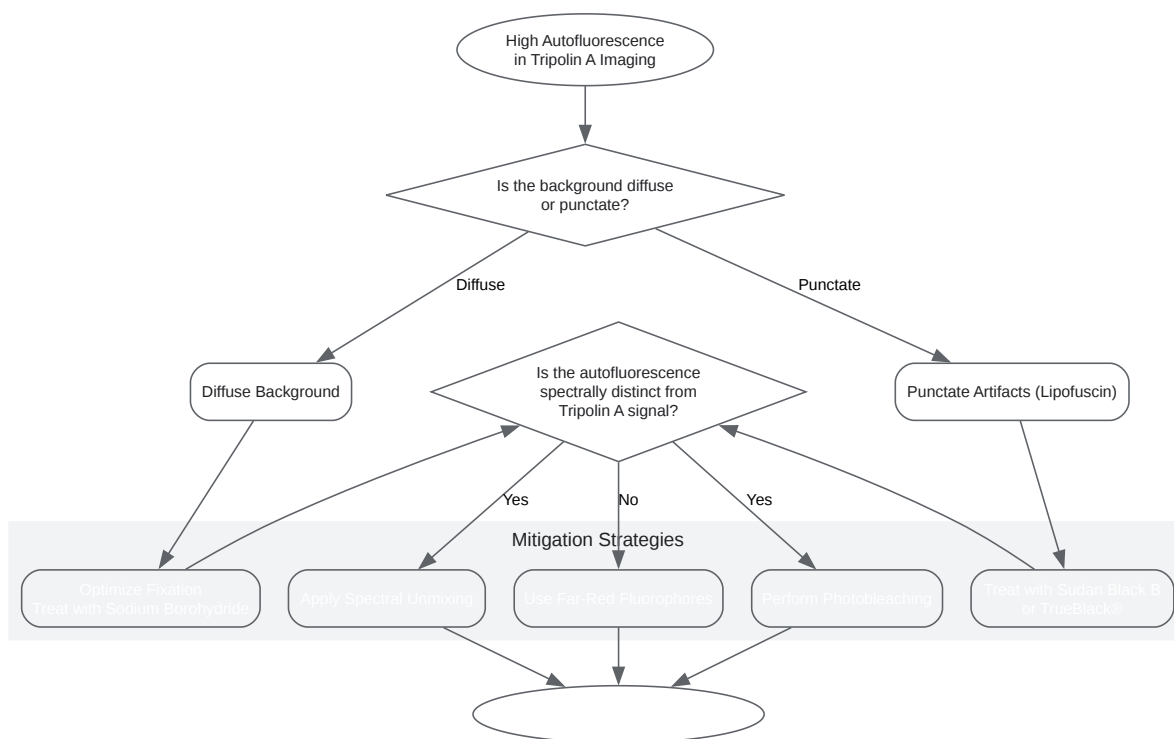 High Autofluorescence
in Tripolin A Imaging
Is the background diffuse
or punctate?
Diffuse
Punctate
Diffuse Background
Is the autofluorescence
spectrally distinct from
Tripolin A signal?
Punctate Artifacts (Lipofuscin)
Yes
No
Yes
Mitigation Strategies
Optimize Fixation
Treat with Sodium Borohydride
Apply Spectral Unmixing
Use Far-Red Fluorophores
Perform Photobleaching
Treat with Sudan Black B
or TrueBlack®